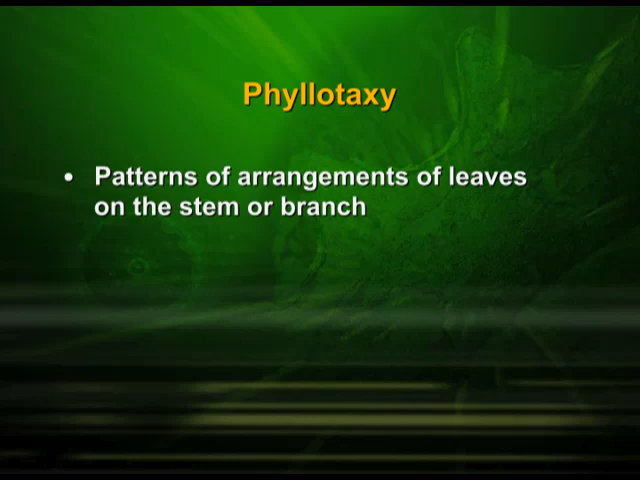 Phyllotaxy
• Patterns of arrangements of leaves
on the stem or branch